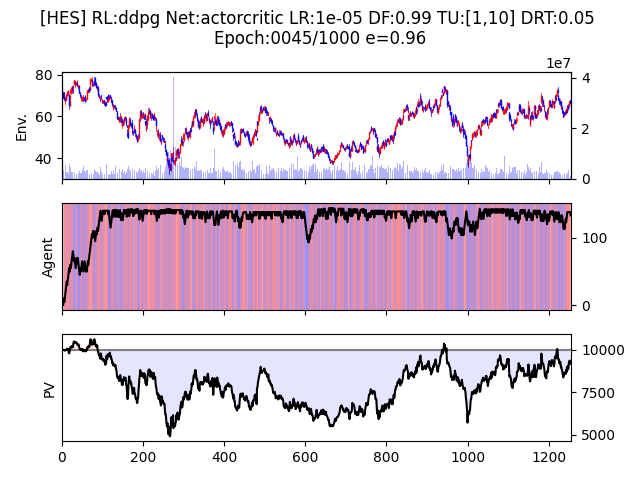 [HES] RL:ddpg Net:actorcritic LR:1e-05 DF:0.99 TU:[1,10] DRT:0.05
Epoch:0045/1000 e=0.96
1e7
80
60
40
Env.
4
2
0
Agent
100
0
PV
10000
7500
5000
0 200 400 600 800 1000 1200